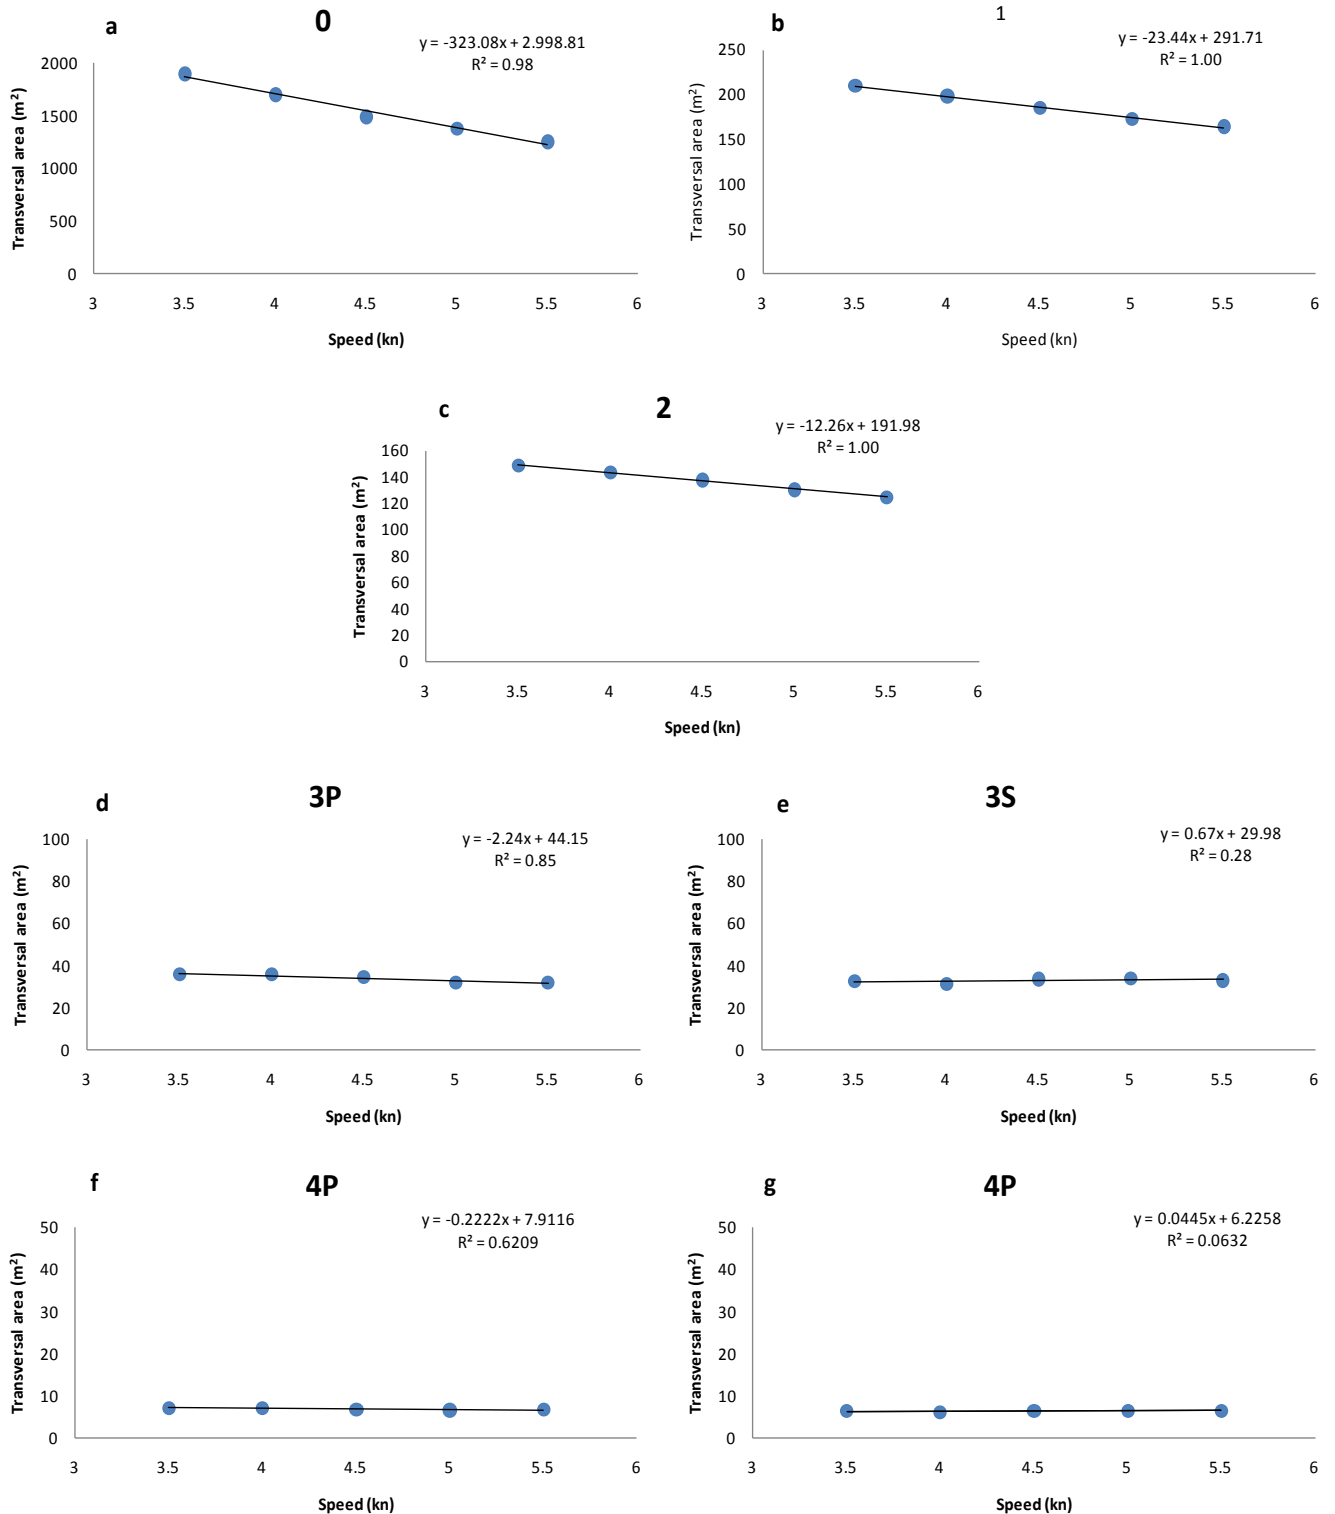 a
0
y = -323.08x + 2.998.81
R² = 0.98
Transversal area (m²)
2000
1500
1000
500
0
3 3.5 4 4.5 5 5.5 6
Speed (kn)
b
1
y = -23.44x + 291.71
R² = 1.00
Transversal area (m²)
250
200
150
100
50
0
3 3.5 4 4.5 5 5.5 6
Speed (kn)
c
2
y = -12.26x + 191.98
R² = 1.00
Transversal area (m²)
160
140
120
100
80
60
40
20
0
3 3.5 4 4.5 5 5.5 6
Speed (kn)
d
3P
y = -2.24x + 44.15
R² = 0.85
Transversal area (m²)
100
80
60
40
20
0
3 3.5 4 4.5 5 5.5 6
Speed (kn)
e
3S
y = 0.67x + 29.98
R² = 0.28
Transversal area (m²)
100
80
60
40
20
0
3 3.5 4 4.5 5 5.5 6
Speed (kn)
f
4P
y = -0.2222x + 7.9116
R² = 0.6209
Transversal area (m²)
50
40
30
20
10
0
3 3.5 4 4.5 5 5.5 6
Speed (kn)
g
4P
y = 0.0445x + 6.2258
R² = 0.0632
Transversal area (m²)
50
40
30
20
10
0
3 3.5 4 4.5 5 5.5 6
Speed (kn)